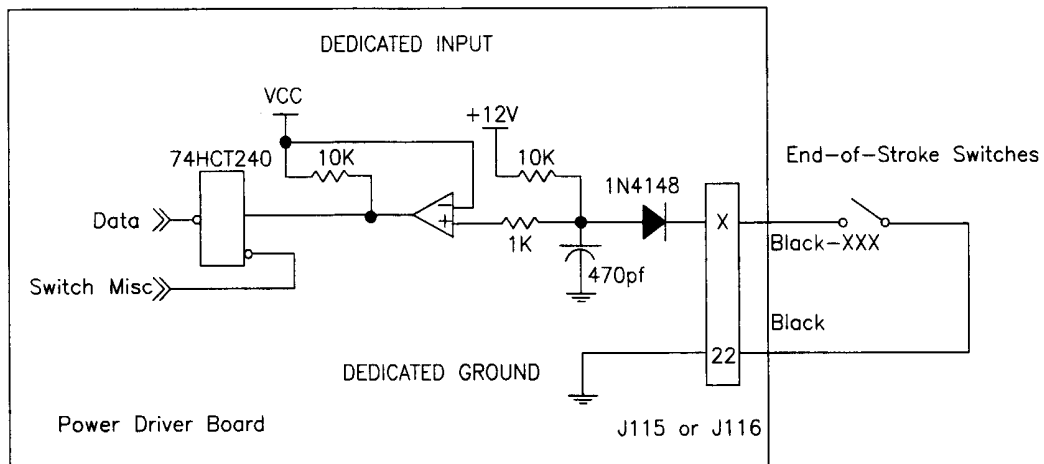 DEDICATED INPUT
VCC
+12V
74HCT240
10K
10K
End-of-Stroke Switches
1N4148
Data
-
+
X
1K
Black-XXX
470pf
Switch Misc
Black
22
DEDICATED GROUND
Power Driver Board
J115 or J116